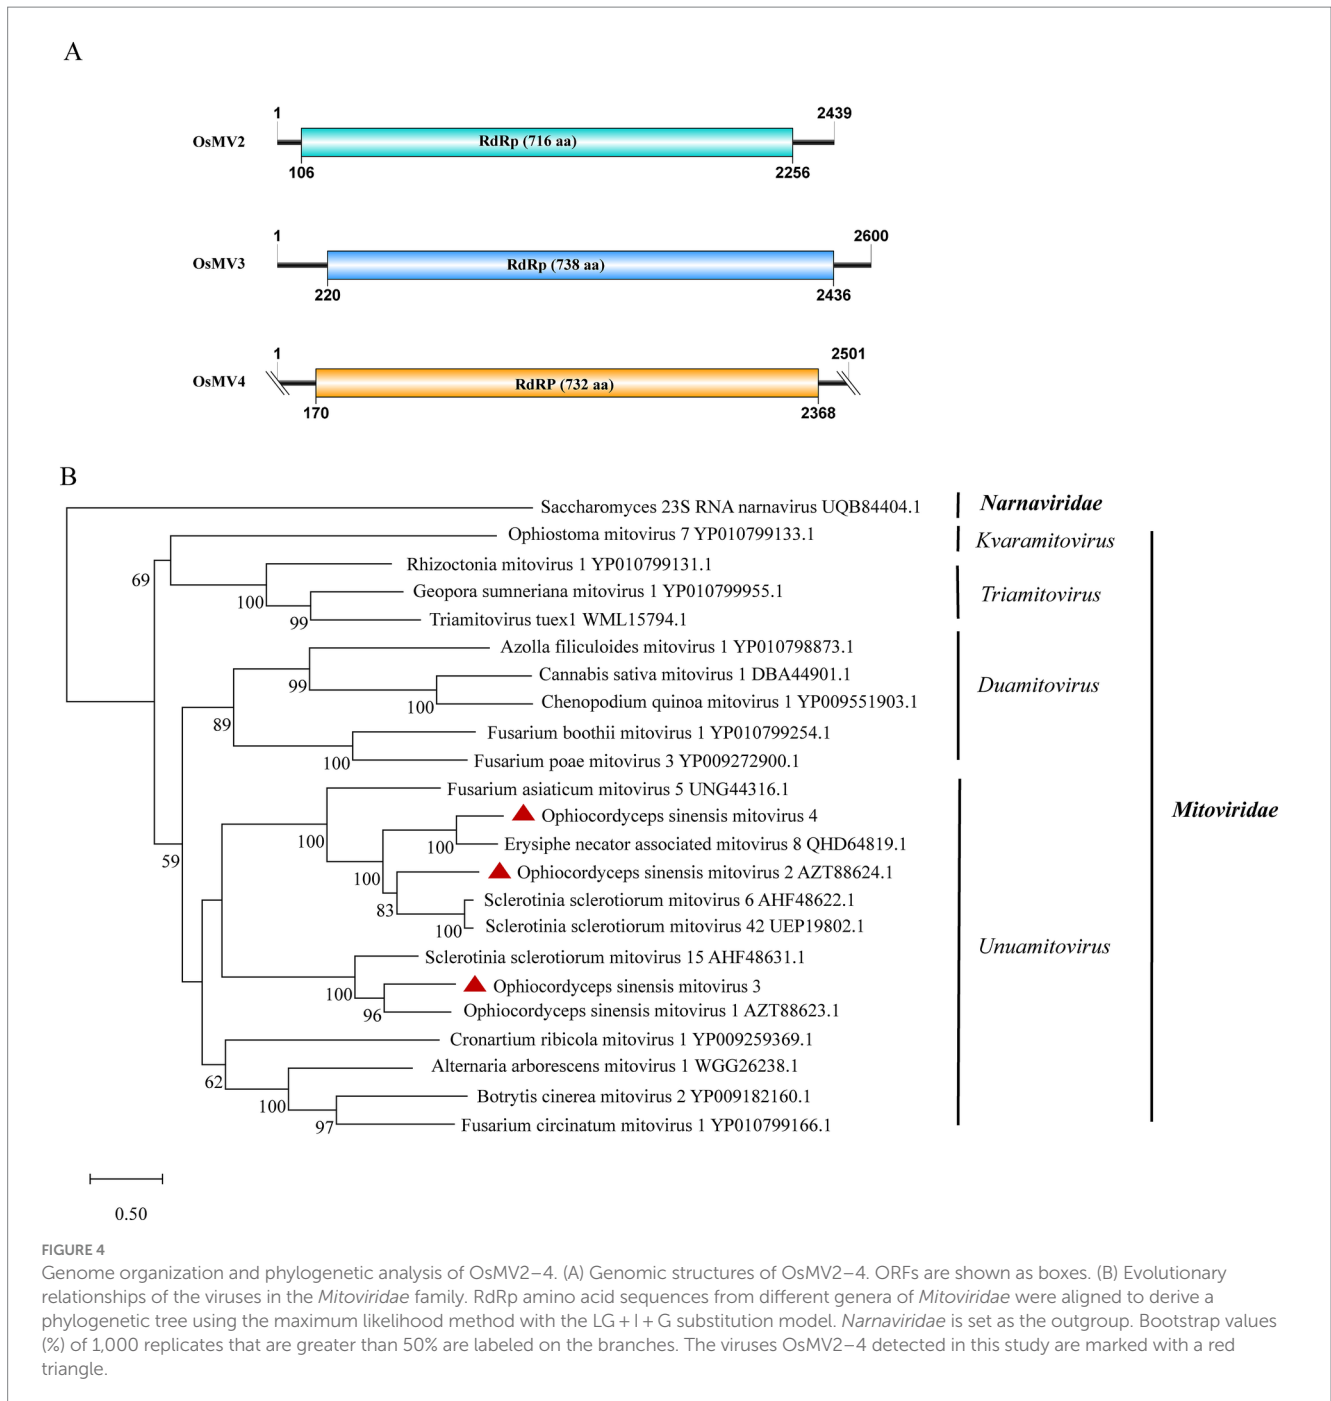 A
1
2439
OsMV2
RdRp (716 aa)
106
2256
1
2600
OsMV3
RdRp (738 aa)
220
2436
1
2501
OsMV4
RdRP (732 aa)
170
2368
B
Saccharomyces 23S RNA narnavirus UQB84404.1
Narnaviridae
Ophiostoma mitovirus 7 YP010799133.1
Kvaramitovirus
Rhizoctonia mitovirus 1 YP010799131.1
69
Geopora sumneriana mitovirus 1 YP010799955.1
Triamitovirus
100
Triamitovirus tuex1 WML15794.1
99
Azolla filiculoides mitovirus 1 YP010798873.1
Cannabis sativa mitovirus 1 DBA44901.1
99
Duamitovirus
Chenopodium quinoa mitovirus 1 YP009551903.1
100
89
Fusarium boothii mitovirus 1 YP010799254.1
Fusarium poae mitovirus 3 YP009272900.1
100
Fusarium asiaticum mitovirus 5 UNG44316.1
Ophiocordyceps sinensis mitovirus 4
Mitoviridae
100
Erysiphe necator associated mitovirus 8 QHD64819.1
100
59
Ophiocordyceps sinensis mitovirus 2 AZT88624.1
100
Sclerotinia sclerotiorum mitovirus 6 AHF48622.1
83
Sclerotinia sclerotiorum mitovirus 42 UEP19802.1
100
Unuamitovirus
Sclerotinia sclerotiorum mitovirus 15 AHF48631.1
Ophiocordyceps sinensis mitovirus 3
100
Ophiocordyceps sinensis mitovirus 1 AZT88623.1
96
Cronartium ribicola mitovirus 1 YP009259369.1
Alternaria arborescens mitovirus 1 WGG26238.1
62
Botrytis cinerea mitovirus 2 YP009182160.1
100
Fusarium circinatum mitovirus 1 YP010799166.1
97
0.50
FIGURE 4
Genome organization and phylogenetic analysis of OsMV2–4. (A) Genomic structures of OsMV2–4. ORFs are shown as boxes. (B) Evolutionary
relationships of the viruses in the Mitoviridae family. RdRp amino acid sequences from different genera of Mitoviridae were aligned to derive a
phylogenetic tree using the maximum likelihood method with the LG + I + G substitution model. Narnaviridae is set as the outgroup. Bootstrap values
(%) of 1,000 replicates that are greater than 50% are labeled on the branches. The viruses OsMV2–4 detected in this study are marked with a red
triangle.